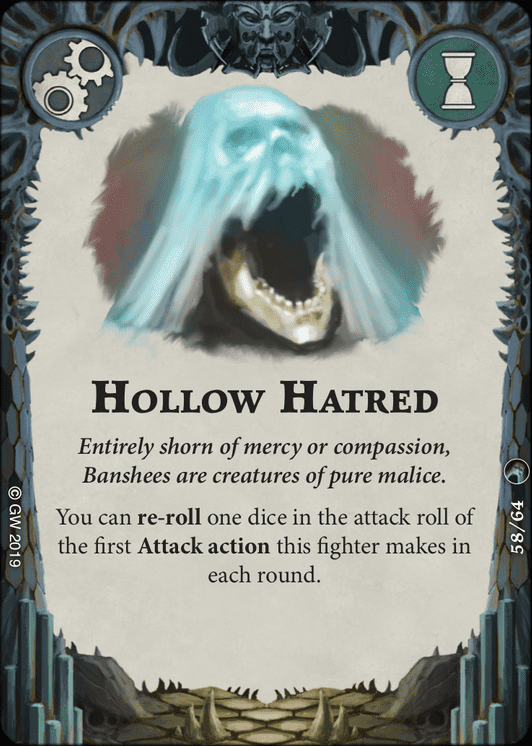 Hollow Hatred
Entirely shorn of mercy or compassion,
Banshees are creatures of pure malice.
You can re-roll one dice in the attack roll of
the first Attack action this fighter makes in
each round.
© GW 2019
58/64